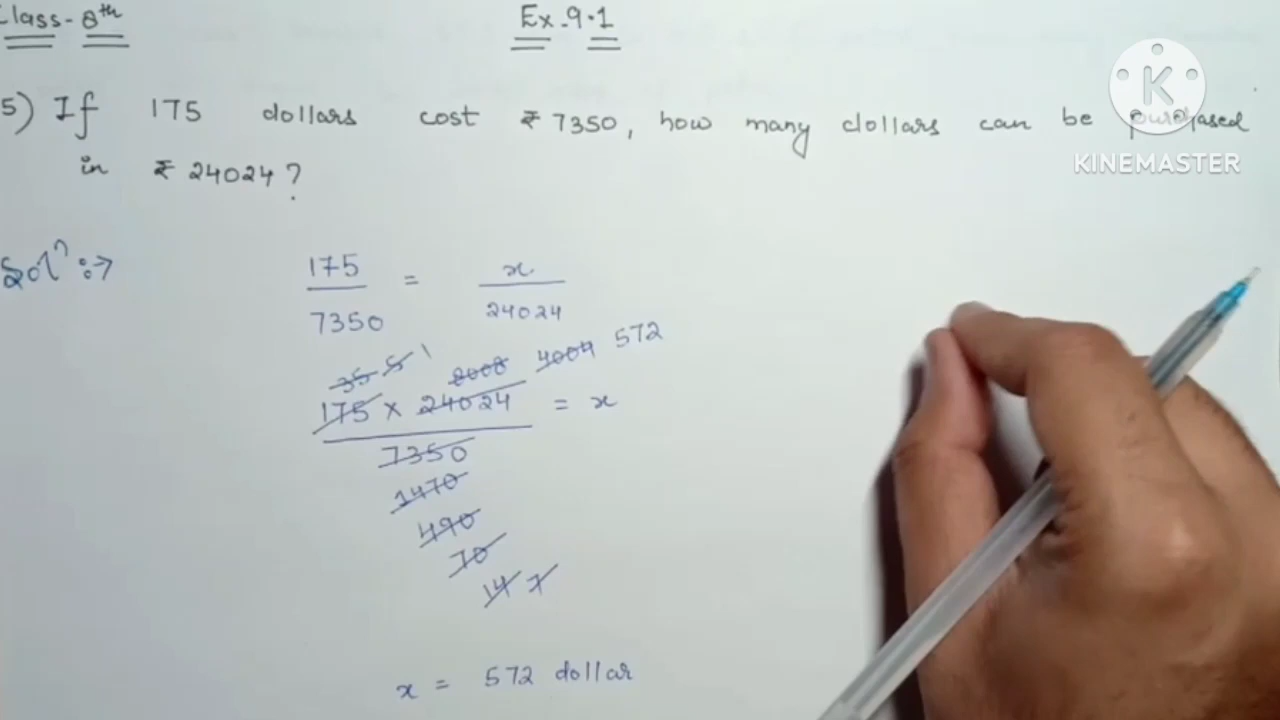 Class-8th Ex-9.1
5) If 175 dollars cost ₹ 7350, how many dollars can be purchased
in ₹ 24024?
K
KINEMASTER
Solⁿ :→
175 = x
7350 24024
35 5 1 8008 4004 572
175 x 24024 = x
7350
1470
490
70
14 7
x = 572 dollar